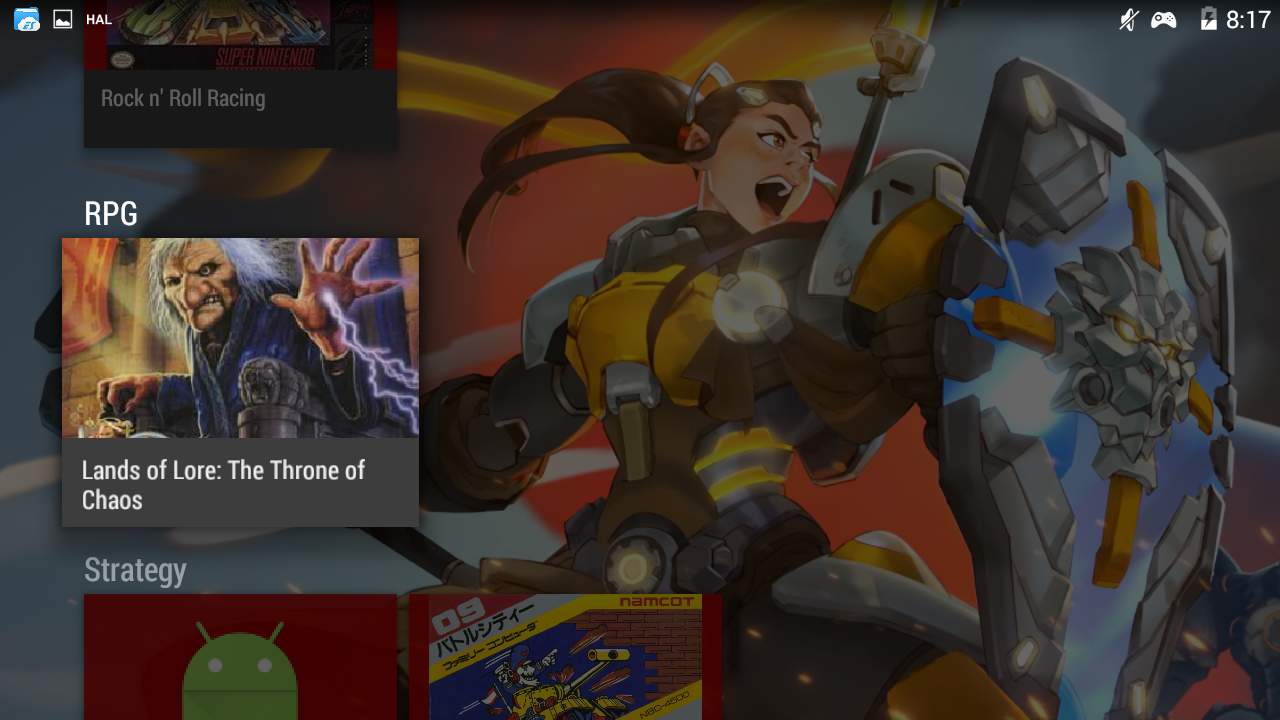 HAL
8:17
SUPER NINTENDO
Rock n' Roll Racing
RPG
Lands of Lore: The Throne of
Chaos
Strategy
09
namcot
バトルシティー
ファミリー コンピュータ
NBC-4500